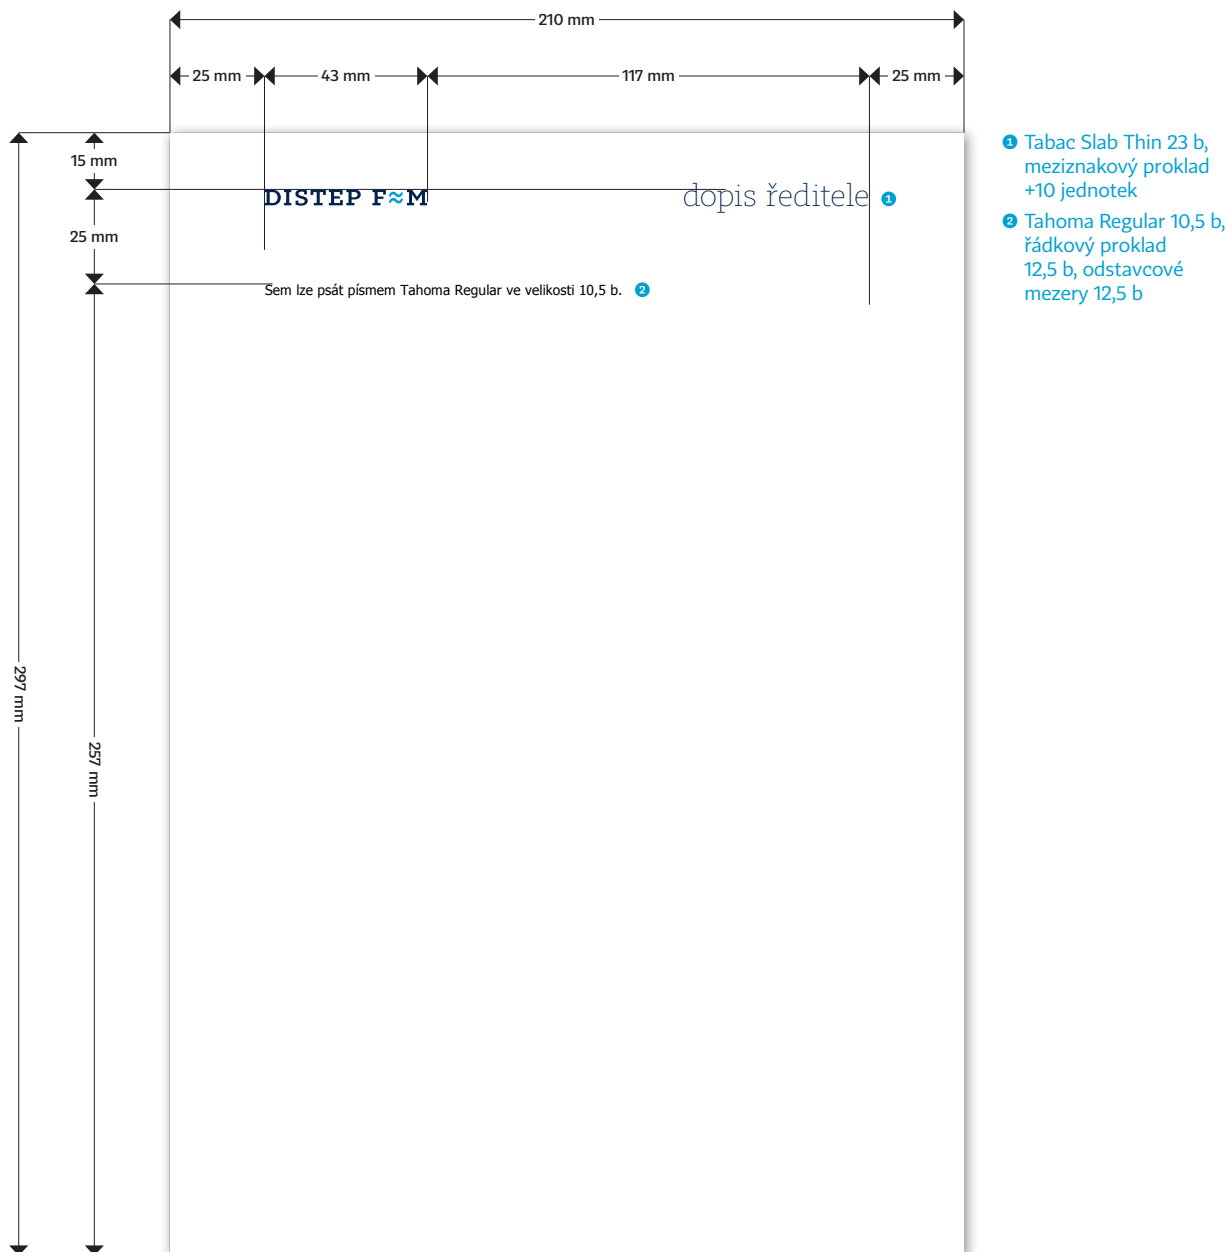 210 mm
25 mm
43 mm
117 mm
25 mm
15 mm
25 mm
297 mm
257 mm
DISTEP F≈M
dopis ředitele 1
Sem lze psát písmem Tahoma Regular ve velikosti 10,5 b. 2
1 Tabac Slab Thin 23 b,
meziznakový proklad
+10 jednotek
2 Tahoma Regular 10,5 b,
řádkový proklad
12,5 b, odstavcové
mezery 12,5 b